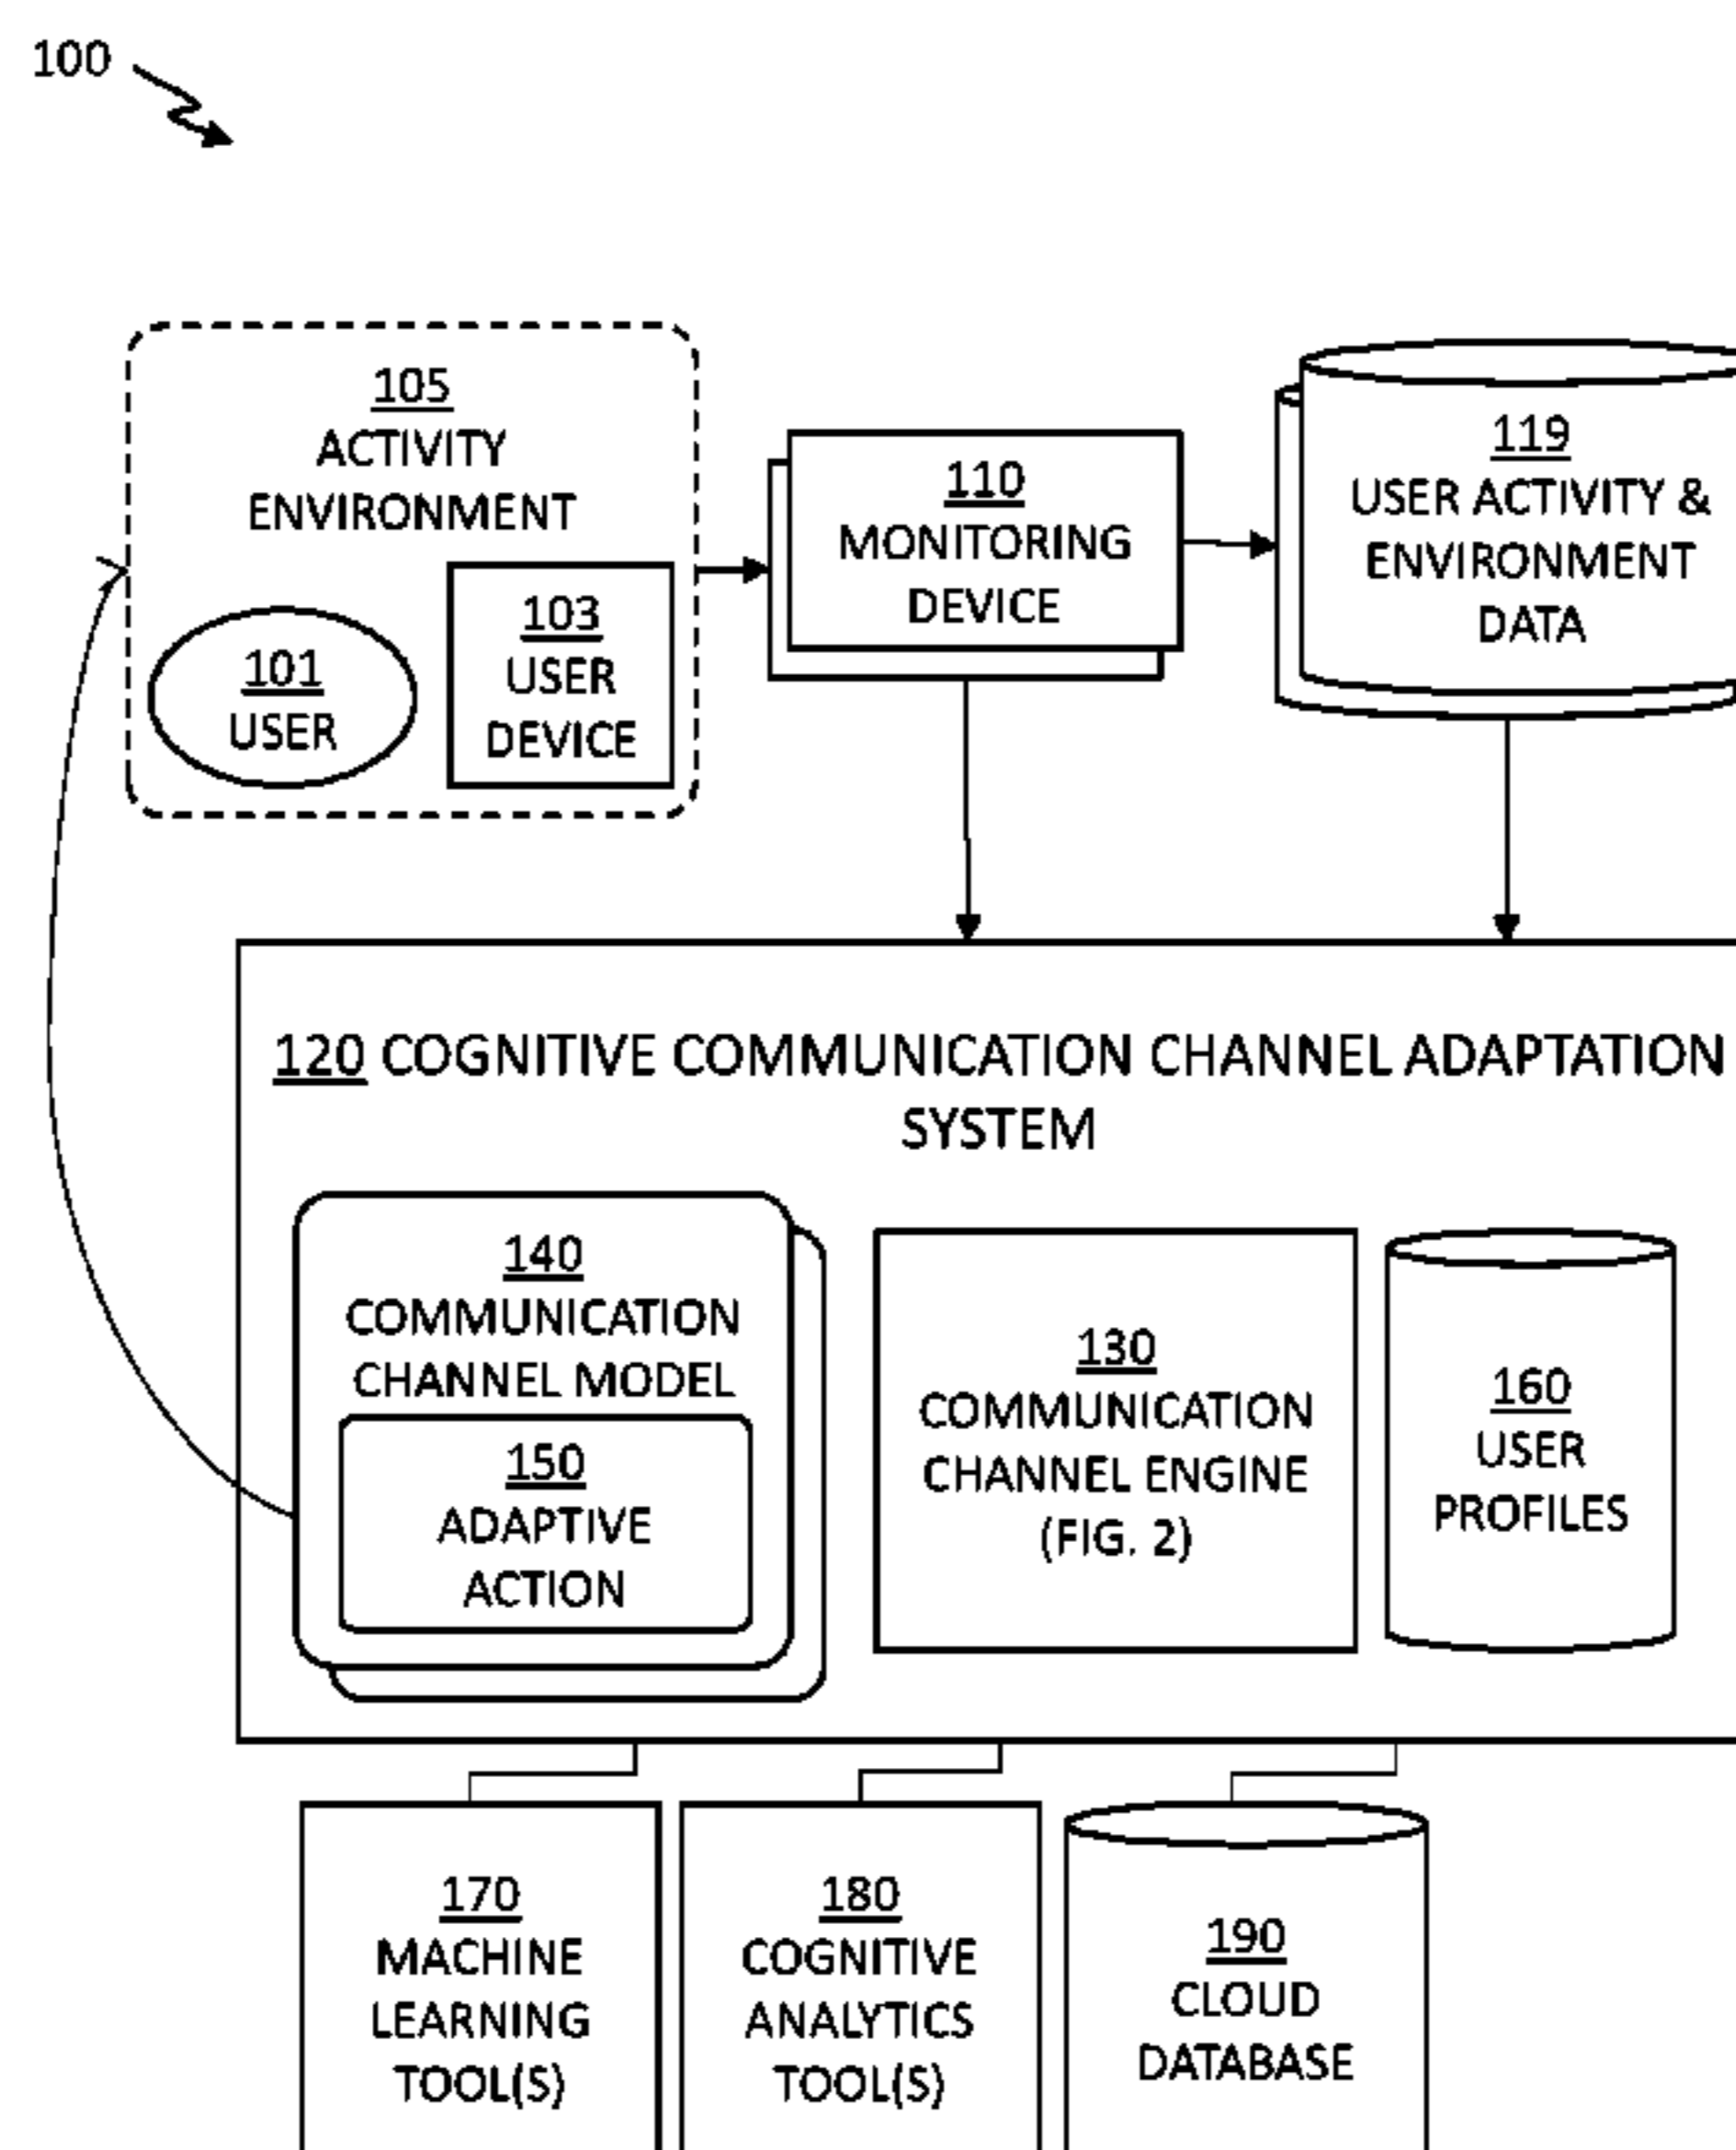 100
105
ACTIVITY
ENVIRONMENT
101
USER
103
USER
DEVICE
110
MONITORING
DEVICE
119
USER ACTIVITY &
ENVIRONMENT
DATA
120 COGNITIVE COMMUNICATION CHANNEL ADAPTATION
SYSTEM
140
COMMUNICATION
CHANNEL MODEL
150
ADAPTIVE
ACTION
130
COMMUNICATION
CHANNEL ENGINE
(FIG. 2)
160
USER
PROFILES
170
MACHINE
LEARNING
TOOL(S)
180
COGNITIVE
ANALYTICS
TOOL(S)
190
CLOUD
DATABASE